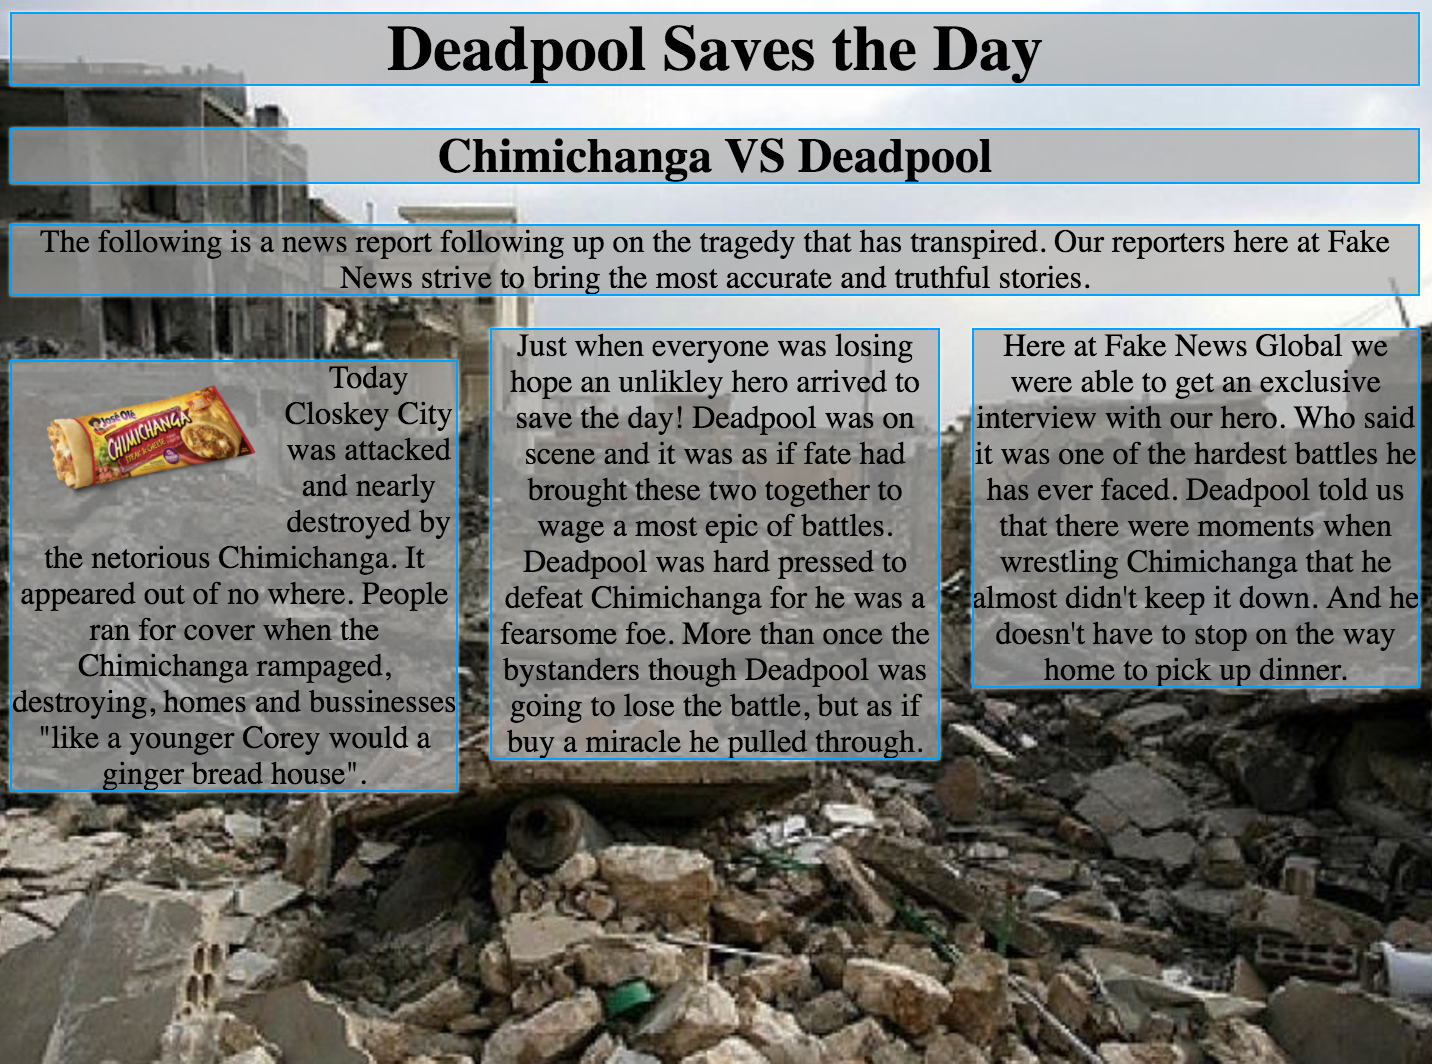 Deadpool Saves the Day
Chimichanga VS Deadpool
The following is a news report following up on the tragedy that has transpired. Our reporters here at Fake
News strive to bring the most accurate and truthful stories.
José Olé
CHIMICHANGA
STEAK & CHEESE
Today
Closkey City
was attacked
and nearly
destroyed by
the netorious Chimichanga. It
appeared out of no where. People
ran for cover when the
Chimichanga rampaged,
destroying, homes and bussinesses
"like a younger Corey would a
ginger bread house".
Just when everyone was losing
hope an unlikley hero arrived to
save the day! Deadpool was on
scene and it was as if fate had
brought these two together to
wage a most epic of battles.
Deadpool was hard pressed to
defeat Chimichanga for he was a
fearsome foe. More than once the
bystanders though Deadpool was
going to lose the battle, but as if
buy a miracle he pulled through.
Here at Fake News Global we
were able to get an exclusive
interview with our hero. Who said
it was one of the hardest battles he
has ever faced. Deadpool told us
that there were moments when
wrestling Chimichanga that he
almost didn't keep it down. And he
doesn't have to stop on the way
home to pick up dinner.